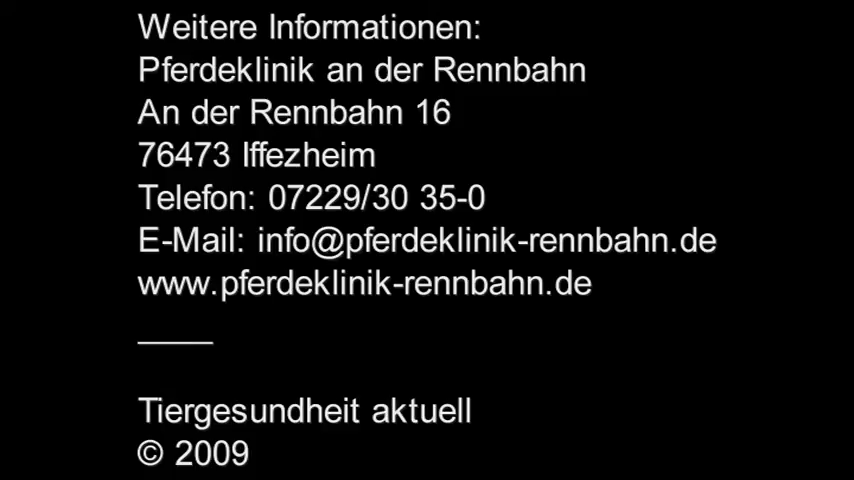 Weitere Informationen:
Pferdeklinik an der Rennbahn
An der Rennbahn 16
76473 Iffezheim
Telefon: 07229/30 35-0
E-Mail: info@pferdeklinik-rennbahn.de
www.pferdeklinik-rennbahn.de
____
Tiergesundheit aktuell
© 2009